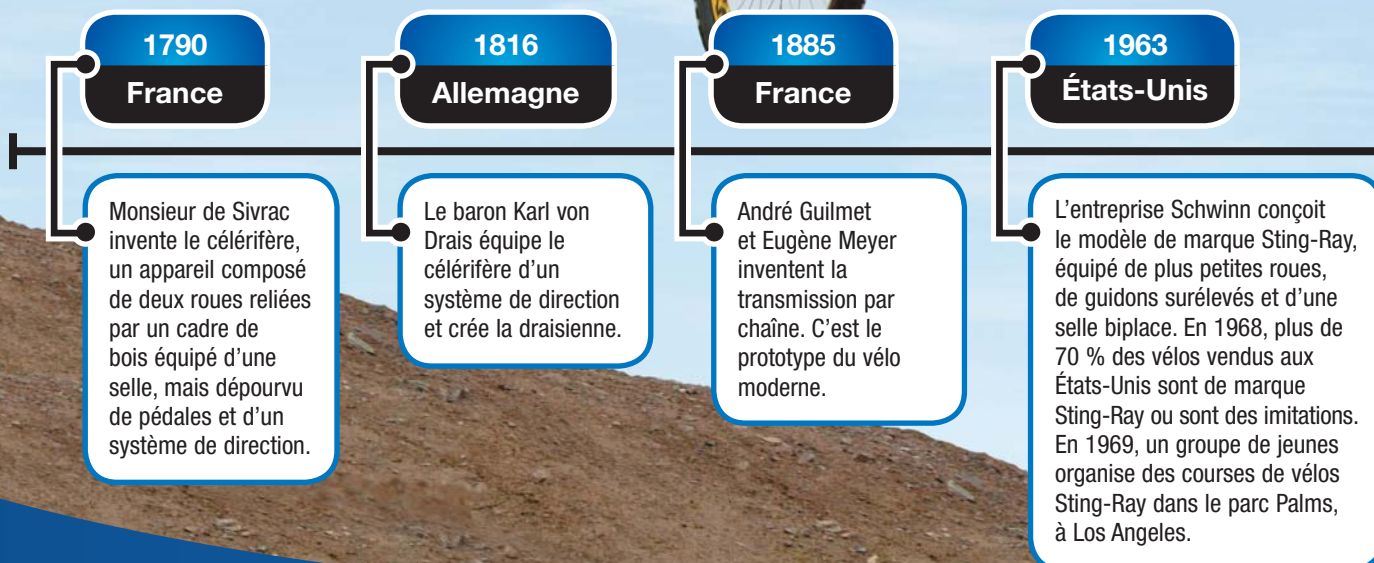 1790
France
Monsieur de Sivrac
invente le célérifère,
un appareil composé
de deux roues reliées
par un cadre de
bois équipé d'une
selle, mais dépourvu
de pédales et d'un
système de direction.
1816
Allemagne
Le baron Karl von
Drais équipe le
célérifère d'un
système de direction
et crée la draisienne.
1885
France
André Guilmet
et Eugène Meyer
inventent la
transmission par
chaîne. C'est le
prototype du vélo
moderne.
1963
États-Unis
L'entreprise Schwinn conçoit
le modèle de marque Sting-Ray,
équipé de plus petites roues,
de guidons surélevés et d'une
selle biplace. En 1968, plus de
70 % des vélos vendus aux
États-Unis sont de marque
Sting-Ray ou sont des imitations.
En 1969, un groupe de jeunes
organise des courses de vélos
Sting-Ray dans le parc Palms,
à Los Angeles.